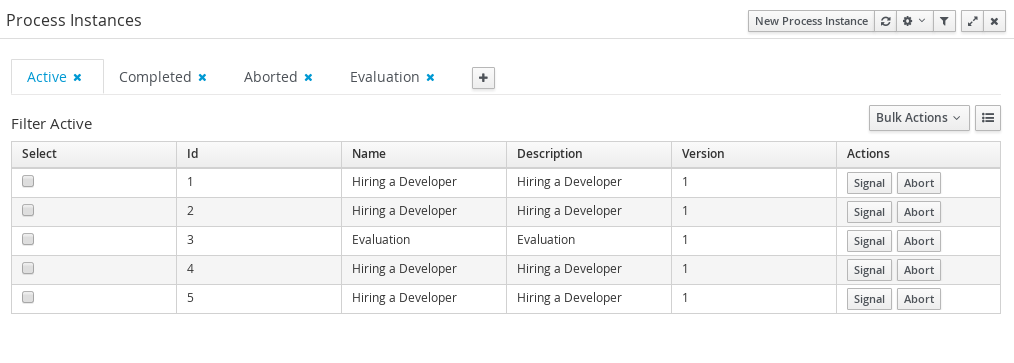 Process Instances
New Process Instance
Active Completed Aborted Evaluation
Filter Active
Bulk Actions
Select Id Name Description Version Actions
1 Hiring a Developer Hiring a Developer 1 Signal Abort
2 Hiring a Developer Hiring a Developer 1 Signal Abort
3 Evaluation Evaluation 1 Signal Abort
4 Hiring a Developer Hiring a Developer 1 Signal Abort
5 Hiring a Developer Hiring a Developer 1 Signal Abort